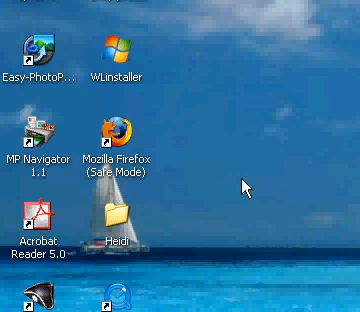 Easy-PhotoP...
WLinstaller
MP Navigator
1.1
Mozilla Firefox
(Safe Mode)
Acrobat
Reader 5.0
Heidi